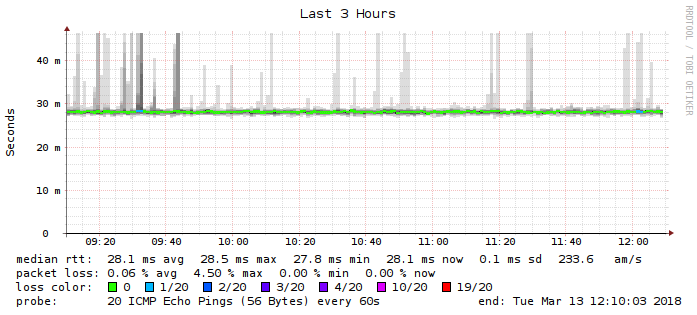 Last 3 Hours
RRDTOOL / TOBI OETIKER
Seconds
40 m
30 m
20 m
10 m
0
09:20 09:40 10:00 10:20 10:40 11:00 11:20 11:40 12:00
median rtt: 28.1 ms avg 28.5 ms max 27.8 ms min 28.1 ms now 0.1 ms sd 233.6 am/s
packet loss: 0.06 % avg 4.50 % max 0.00 % min 0.00 % now
loss color: 0 1/20 2/20 3/20 4/20 10/20 19/20
probe: 20 ICMP Echo Pings (56 Bytes) every 60s end: Tue Mar 13 12:10:03 2018